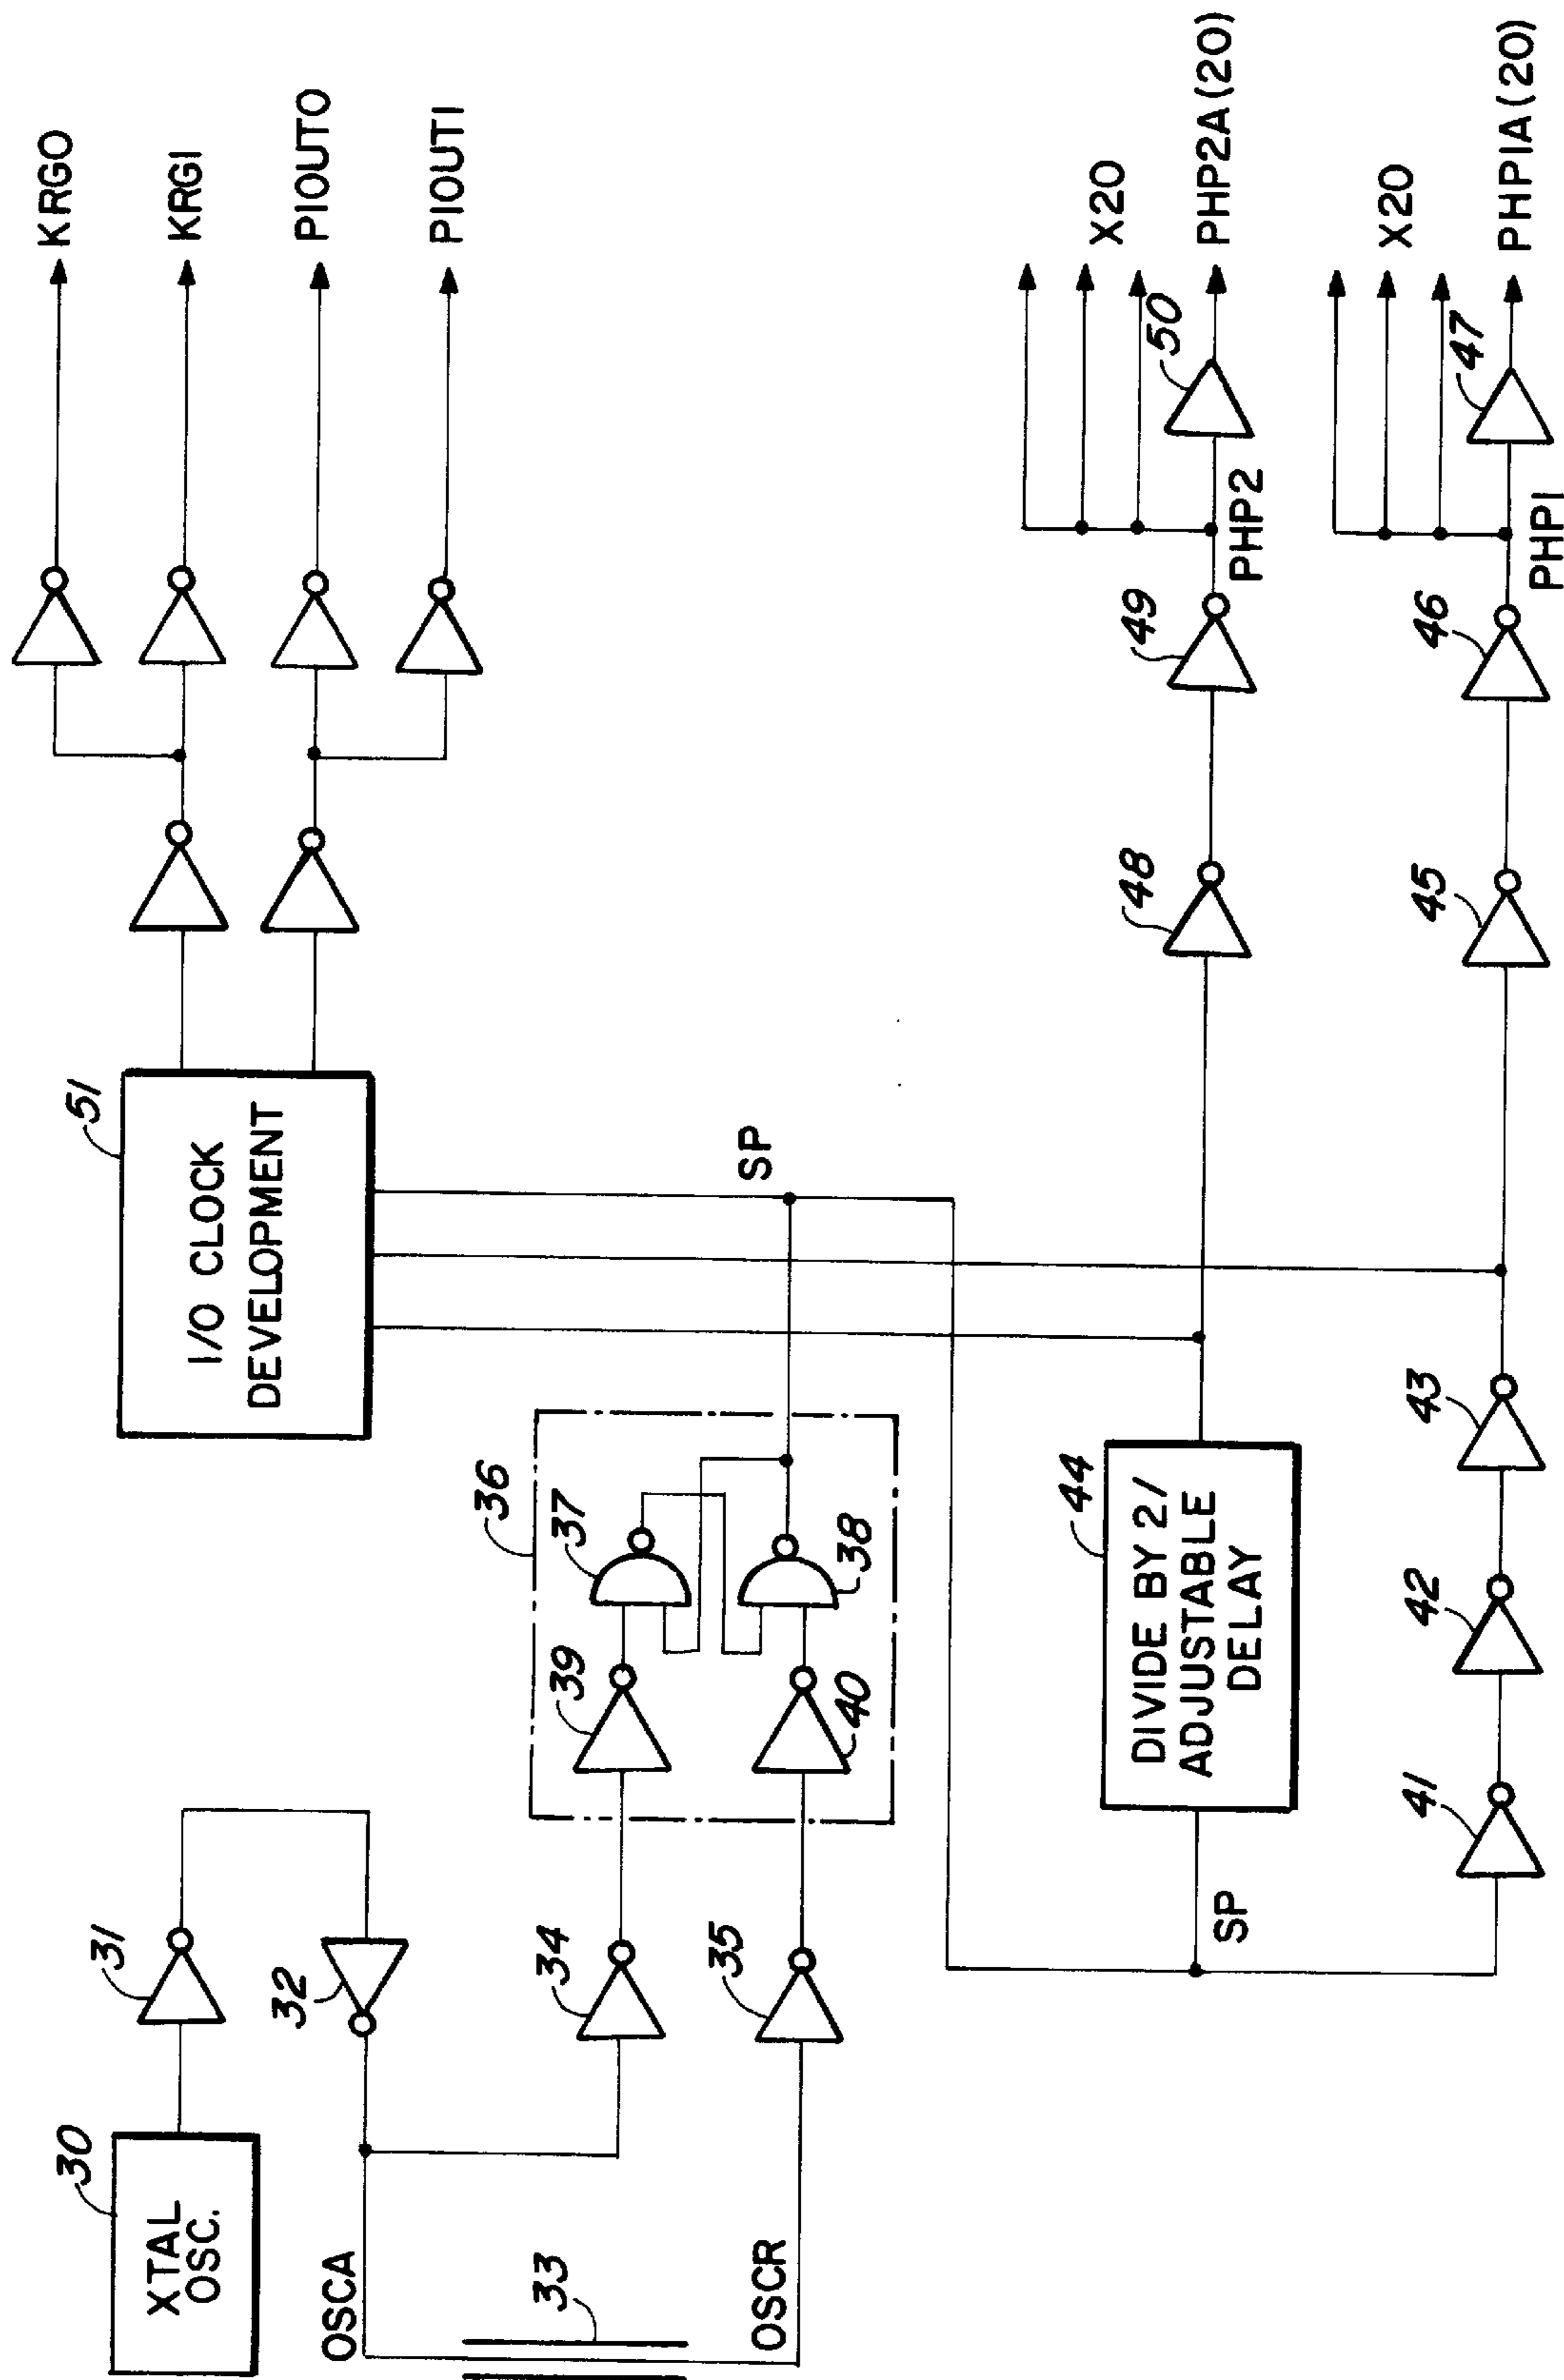 30
XTAL
OSC.
31
32
OSCA
33
OSCR
34
35
36
37
38
39
40
51
I/O CLOCK
DEVELOPMENT
KRGO
KRGI
PIOUTO
PIOUTI
SP
SP
44
DIVIDE BY 2/
ADJUSTABLE
DELAY
41
42
43
48
49
PHP2
50
X20
PHP2A(20)
45
46
PHPI
47
X20
PHPIA(20)